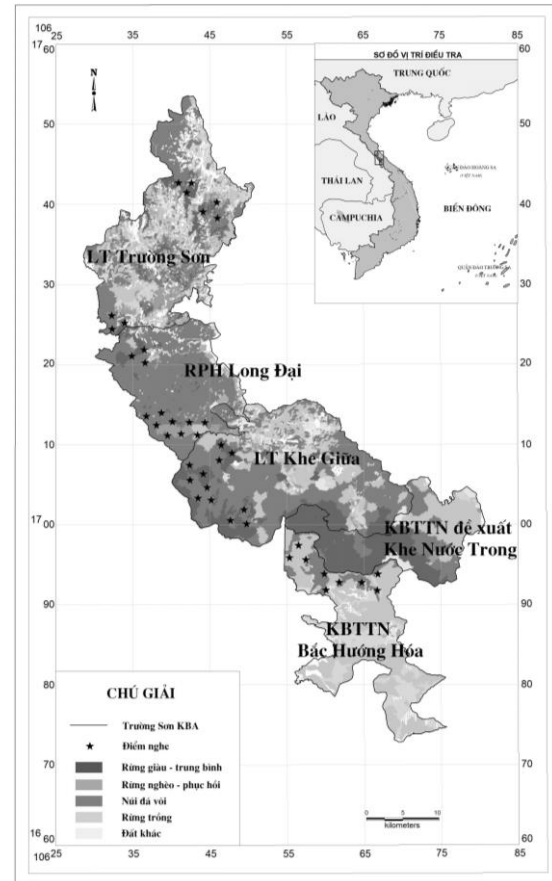 106
25 35 45 55 65 75 85
17 60
50
40
30
20
10
17 00
90
80
70
16 60
60
50
40
30
20
10
00
90
80
70
60
106 25 35 45 55 65 75 85
N
SƠ ĐỒ VỊ TRÍ ĐIỀU TRA
TRUNG QUỐC
LÀO
THÁI LAN
CAMPUCHIA
BIỂN ĐÔNG
QUẦN ĐẢO TRƯỜNG SA
LT Trường Sơn
RPH Long Đại
LT Khe Giữa
KBTTN đề xuất
Khe Nước Trong
KBTTN
Bắc Hướng Hóa
CHÚ GIẢI
Trường Sơn KBA
Điểm nghe
Rừng giàu - trung bình
Rừng nghèo - phục hồi
Núi đá vôi
Rừng trồng
Đất khác
0 5 10
kilometers